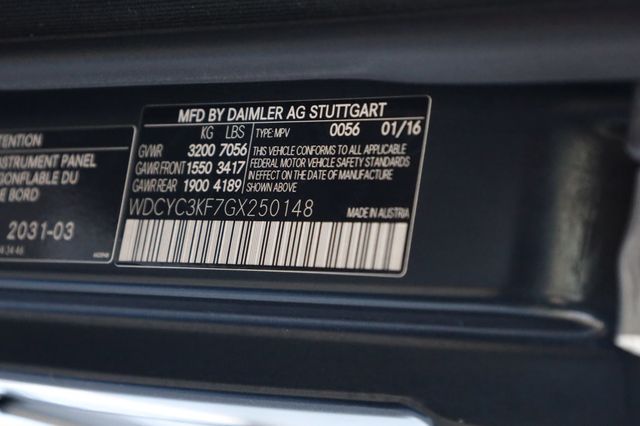 TENTION
INSTRUMENT PANEL
GONFLABLE DU
E BORD
2031-03
MFD BY DAIMLER AG STUTTGART
KG LBS TYPE: MPV 0056 01/16
GVWR 3200 7056
GAWR FRONT 1550 3417
GAWR REAR 1900 4189
THIS VEHICLE CONFORMS TO ALL APPLICABLE
FEDERAL MOTOR VEHICLE SAFETY STANDARDS
IN EFFECT ON THE DATE OF MANUFACTURE
SHOWN ABOVE
WDCYC3KF7GX250148 MADE IN AUSTRIA